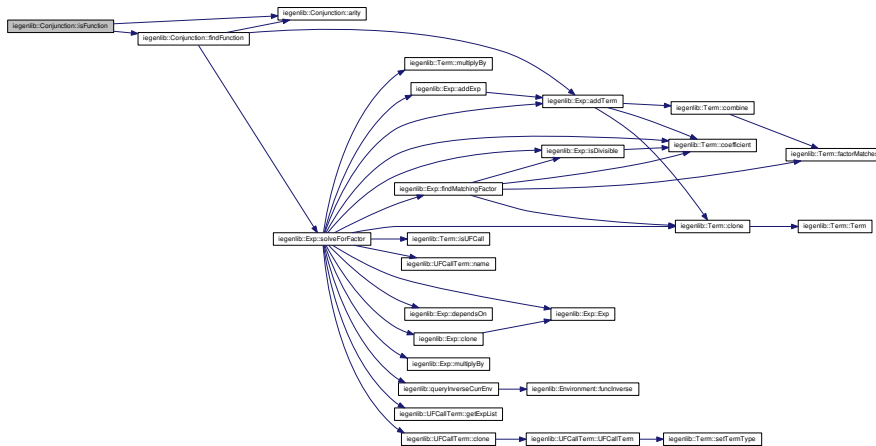 iegenlib::Conjunction::isFunction
iegenlib::Conjunction::arity
iegenlib::Conjunction::findFunction
iegenlib::Term::multiplyBy
iegenlib::Exp::addExp
iegenlib::Exp::addTerm
iegenlib::Term::combine
iegenlib::Term::coefficient
iegenlib::Exp::isDivisible
iegenlib::Term::factorMatches
iegenlib::Exp::findMatchingFactor
iegenlib::Term::clone
iegenlib::Term::Term
iegenlib::Exp::solveForFactor
iegenlib::Term::isUFCall
iegenlib::UFCallTerm::name
iegenlib::Exp::dependsOn
iegenlib::Exp::Exp
iegenlib::Exp::clone
iegenlib::Exp::multiplyBy
iegenlib::queryInverseCurrEnv
iegenlib::Environment::funcInverse
iegenlib::UFCallTerm::getExpList
iegenlib::UFCallTerm::clone
iegenlib::UFCallTerm::UFCallTerm
iegenlib::Term::setTermType